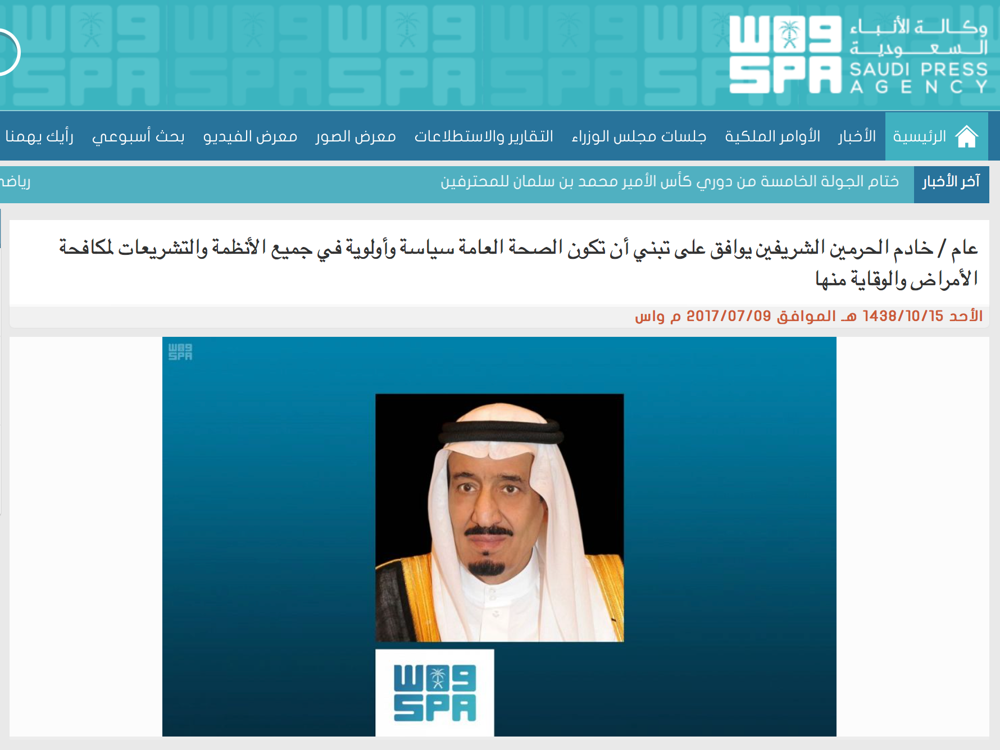 وكالة الأنباء
السعودية
SAUDI PRESS
AGENCY
واس
SPA
الرئيسية
الأخبار
الأوامر الملكية
جلسات مجلس الوزراء
التقارير والاستطلاعات
معرض الصور
معرض الفيديو
بحث أسبوعي
رأيك يهمنا
آخر الأخبار
ختام الجولة الخامسة من دوري كأس الأمير محمد بن سلمان للمحترفين
عام / خادم الحرمين الشريفين يوافق على تبني أن تكون الصحة العامة سياسة وأولوية في جميع الأنظمة والتشريعات لمكافحة
الأمراض والوقاية منها
الأحد 1438/10/15 هـ الموافق 2017/07/09 م واس
واس
SPA
واس
SPA